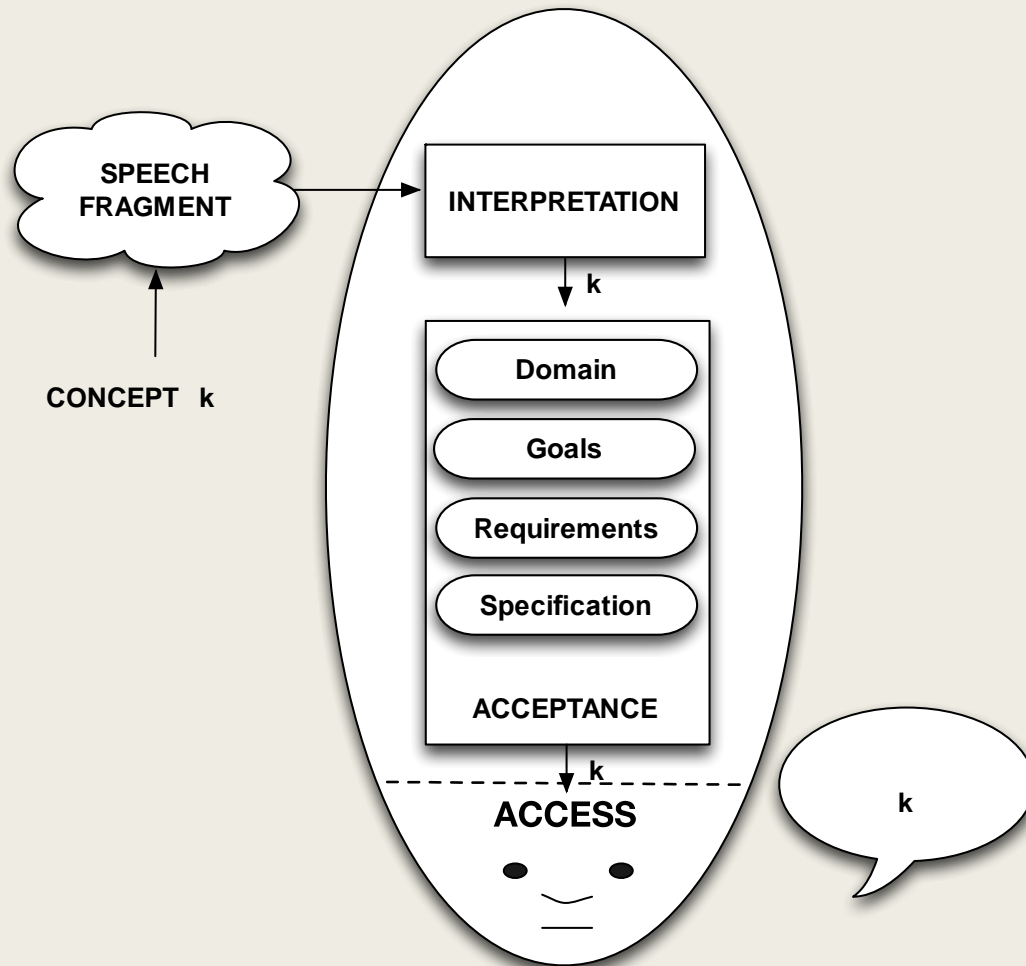 SPEECH
FRAGMENT
INTERPRETATION
k
CONCEPT k
Domain
Goals
Requirements
Specification
ACCEPTANCE
k
ACCESS
k